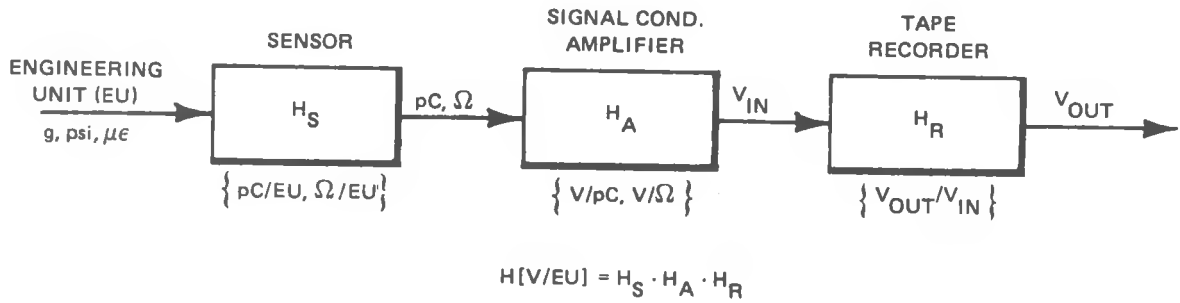 SIGNAL COND.
AMPLIFIER
TAPE
RECORDER
SENSOR
ENGINEERING
UNIT (EU)
g, psi, με
H_S
pC, Ω
H_A
V_IN
H_R
V_OUT
{ pC/EU, Ω/EU' }
{ V/pC, V/Ω }
{ V_OUT/V_IN }
H[V/EU] = H_S · H_A · H_R